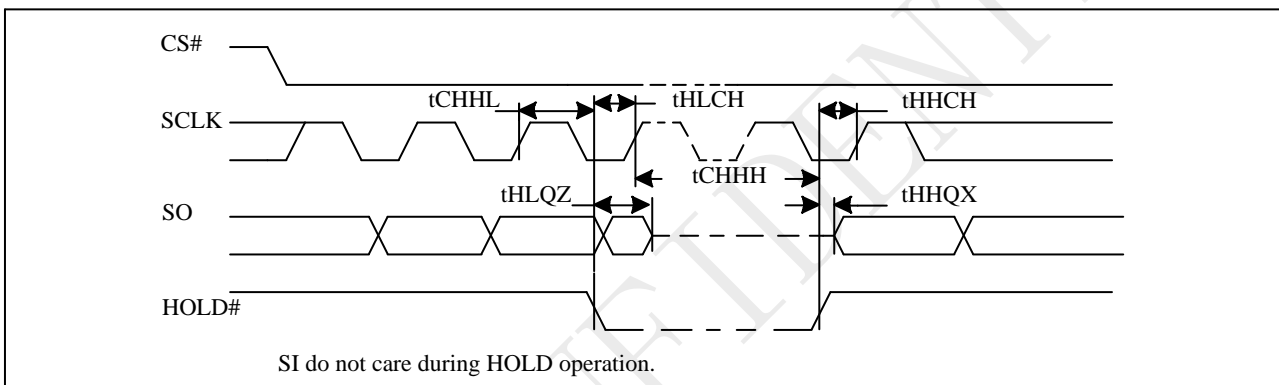 CS#
tCHHL
tHLCH
tHHCH
SCLK
tCHHH
tHLQZ
tHHQX
SO
HOLD#
SI do not care during HOLD operation.